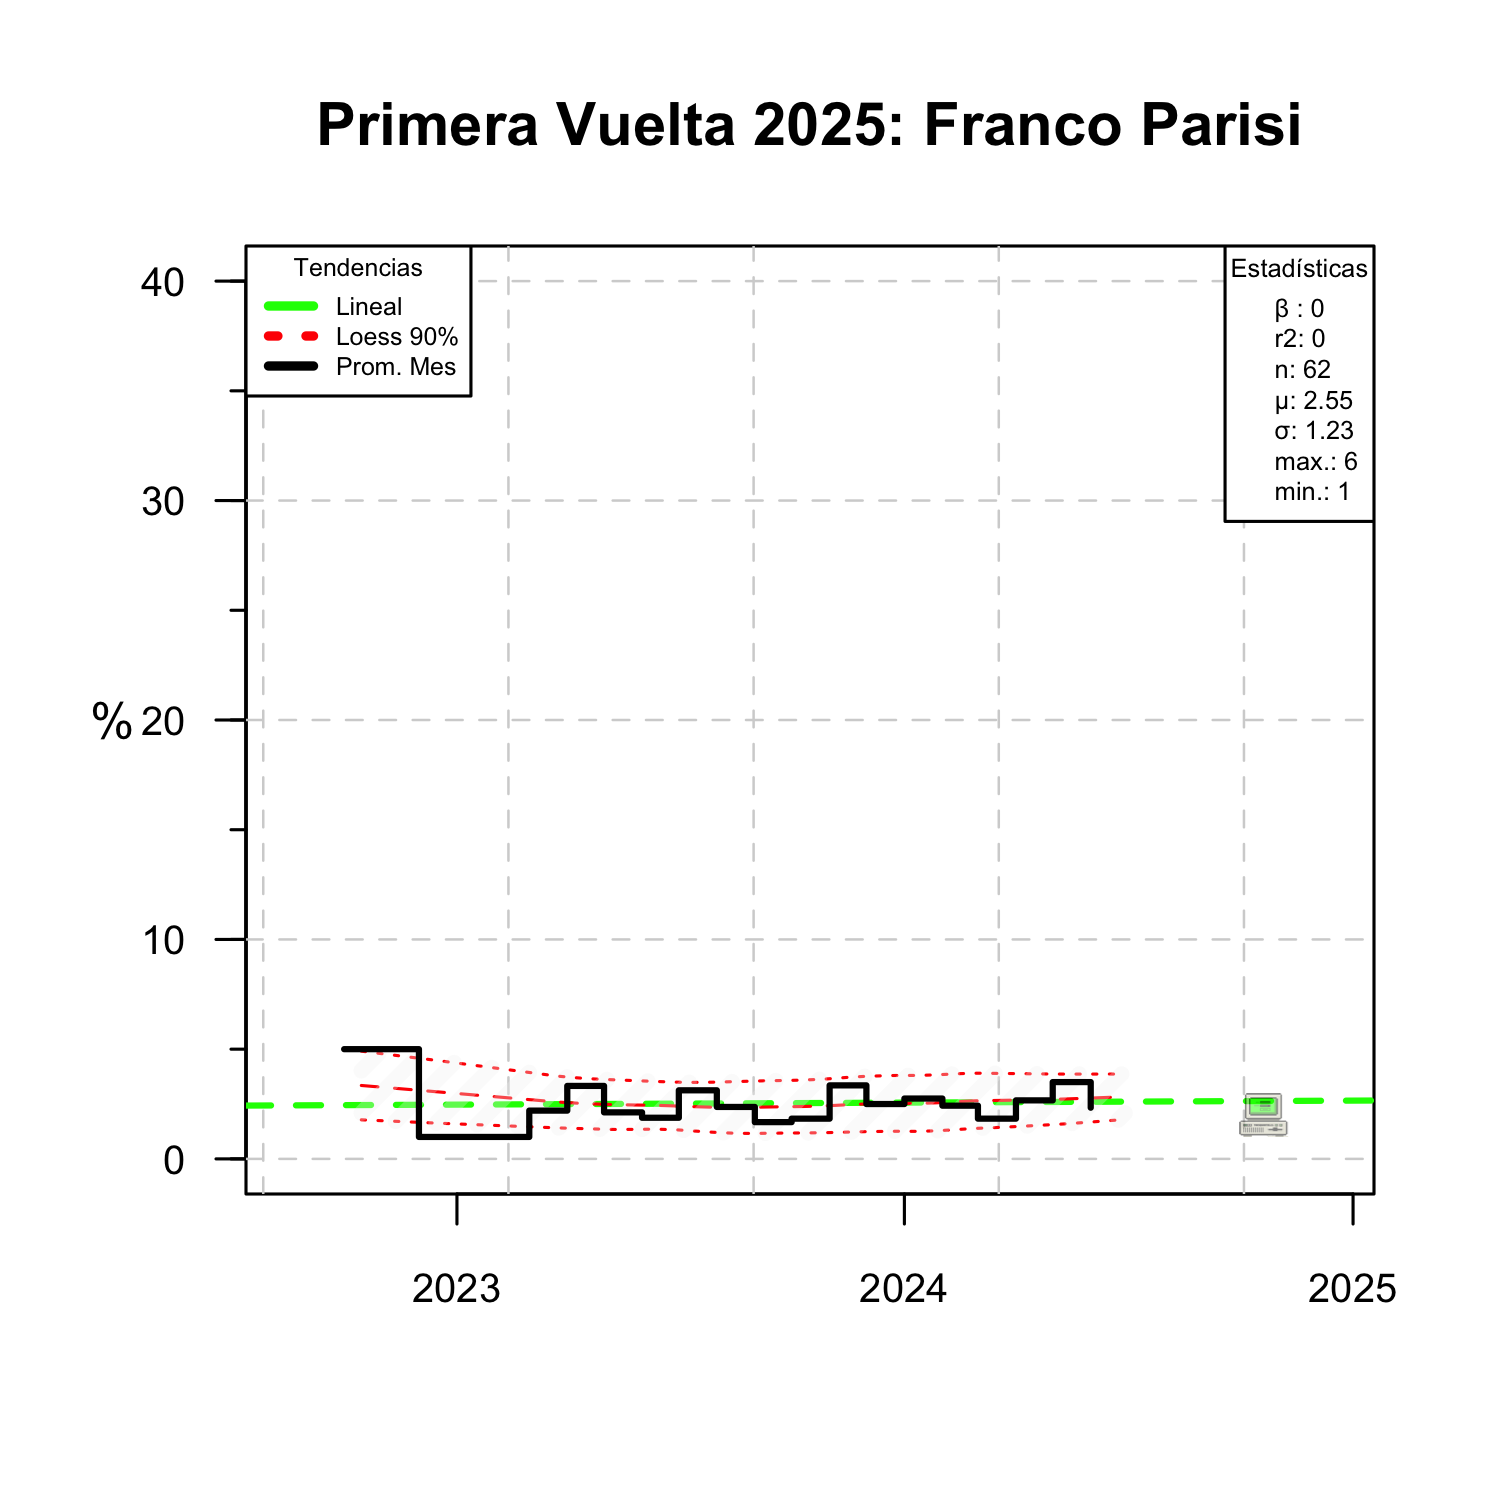 Primera Vuelta 2025: Franco Parisi
Tendencias
Lineal
Loess 90%
Prom. Mes
Estadísticas
β : 0
r2: 0
n: 62
μ: 2.55
σ: 1.23
max.: 6
min.: 1
%
40
30
20
10
0
2023
2024
2025